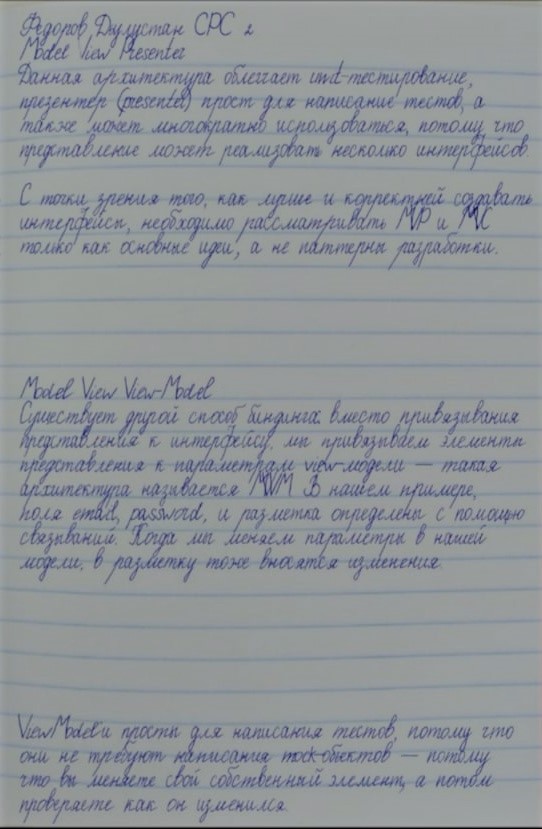 Федоров Дьулустан СРС 2
Model View Presenter
Данная архитектура облегчает unit-тестирование,
презентер (presenter) прост для написание тестов, а
также может многократно использоваться, потому что
представление может реализовать несколько интерфейсов.
С точки зрения того, как лучше и корректней создавать
интерфейсы, необходимо рассматривать MVP и MVC
только как основные идеи, а не паттерны разработки.
Model View View-Model
Существует другой способ биндинга: вместо привязывания
представления к интерфейсу, мы привязываем элементы
представления к параметрам view-модели — такая
архитектура называется MVVM. В нашем примере,
поля email, password, и разметка определены с помощью
связываний. Когда мы меняем параметры в нашей
модели, в разметку тоже вносятся изменения.
ViewModel'и просты для написания тестов, потому что
они не требуют написания mock-объектов — потому
что вы меняете свой собственный элемент, а потом
проверяете как он изменился.